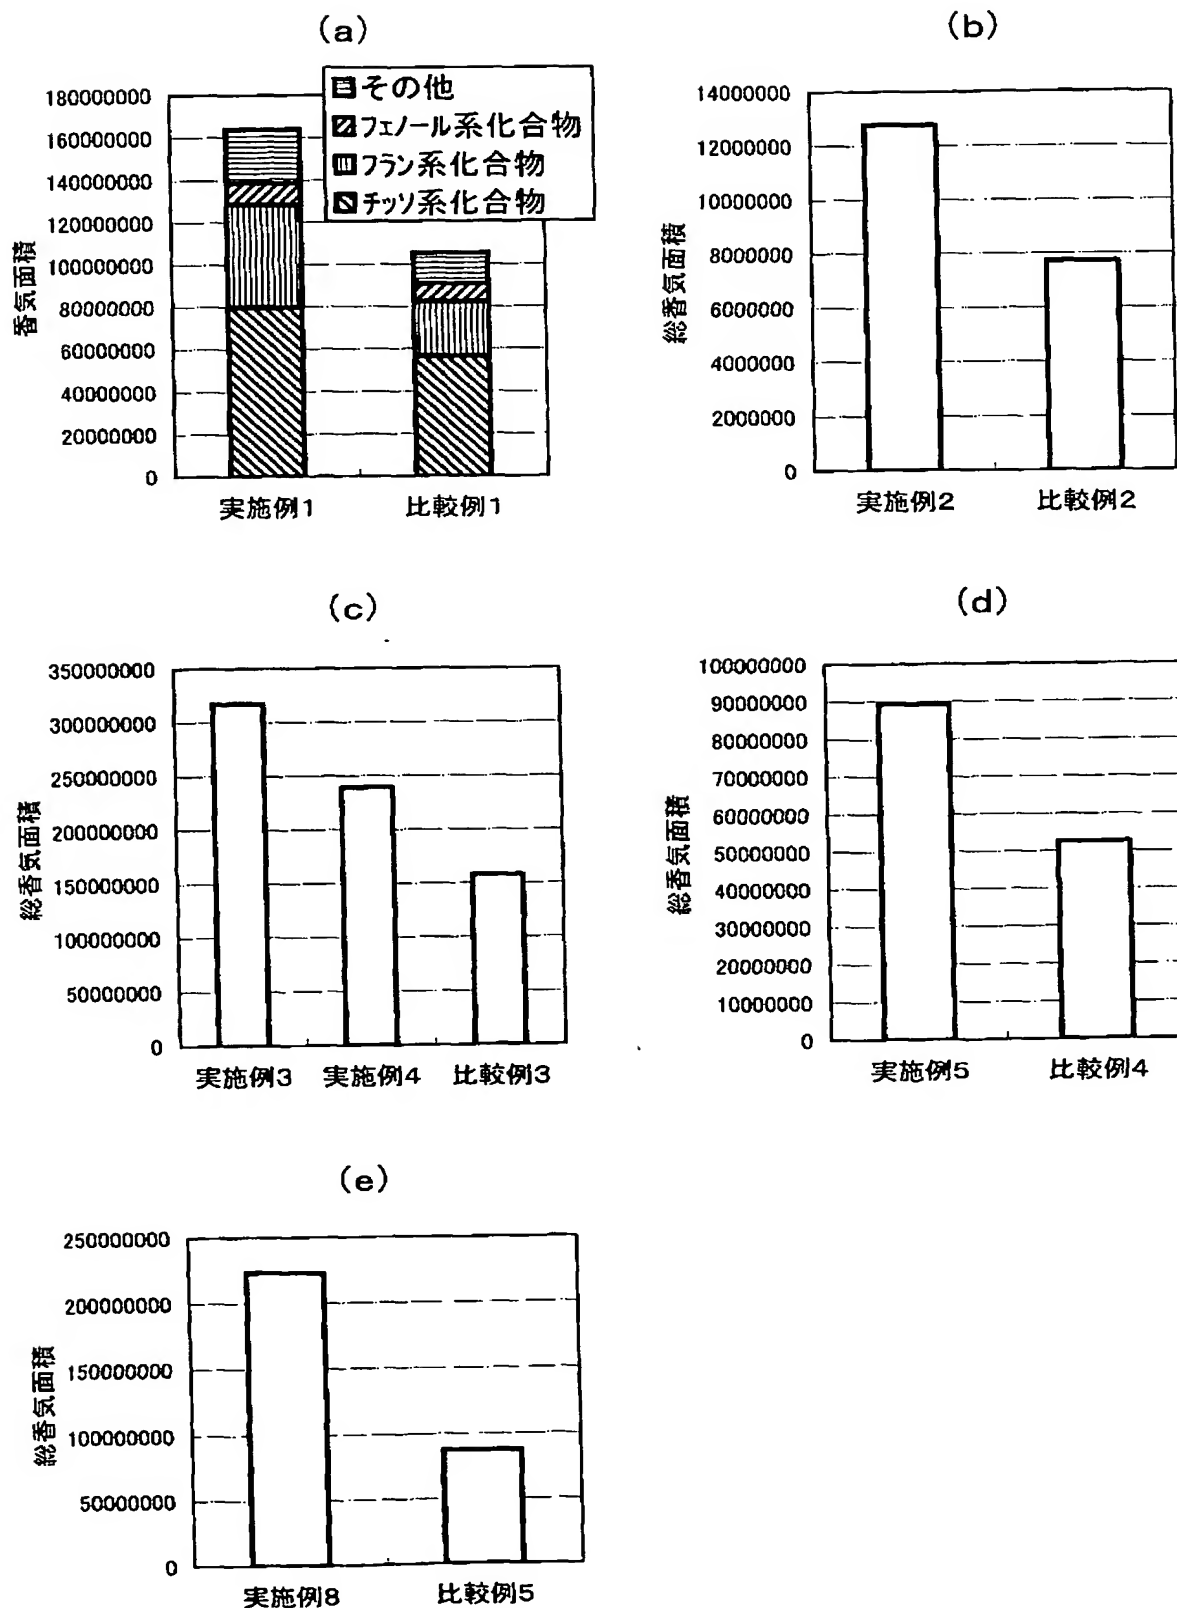 (a)
その他
フェノール系化合物
フラン系化合物
チッソ系化合物
180000000
160000000
140000000
120000000
100000000
80000000
60000000
40000000
20000000
0
香気面積
実施例1
比較例1
(b)
14000000
12000000
10000000
8000000
6000000
4000000
2000000
0
総香気面積
実施例2
比較例2
(c)
350000000
300000000
250000000
200000000
150000000
100000000
50000000
0
総香気面積
実施例3
実施例4
比較例3
(d)
100000000
90000000
80000000
70000000
60000000
50000000
40000000
30000000
20000000
10000000
0
総香気面積
実施例5
比較例4
(e)
250000000
200000000
150000000
100000000
50000000
0
総香気面積
実施例8
比較例5